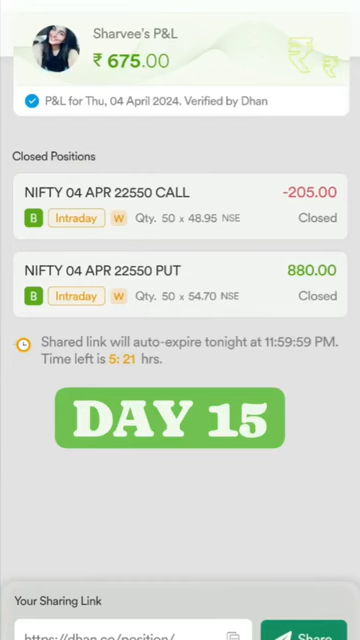 Sharvee's P&L
₹ 675.00
P&L for Thu, 04 April 2024. Verified by Dhan
Closed Positions
NIFTY 04 APR 22550 CALL -205.00
B Intraday W Qty. 50 x 48.95 NSE Closed
NIFTY 04 APR 22550 PUT 880.00
B Intraday W Qty. 50 x 54.70 NSE Closed
Shared link will auto-expire tonight at 11:59:59 PM.
Time left is 5: 21 hrs.
DAY 15
Your Sharing Link
https://dhan.co/position/ Share